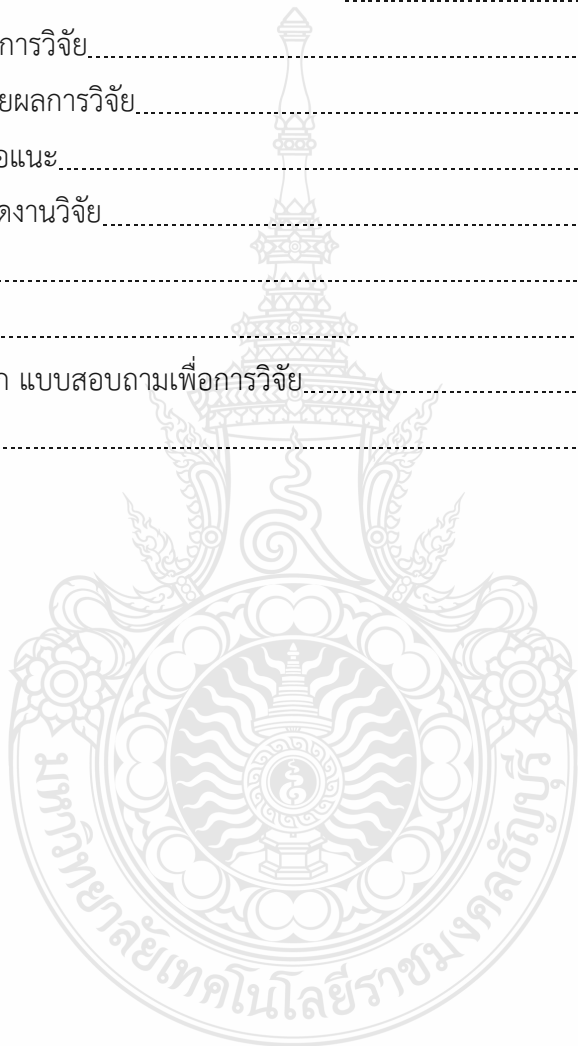 การวิจัย
ยผลการวิจัย
อแนะ
ดงานวิจัย
แบบสอบถามเพื่อการวิจัย
มหาวิทยาลัยเทคโนโลยีราชมงคลธัญบุรี